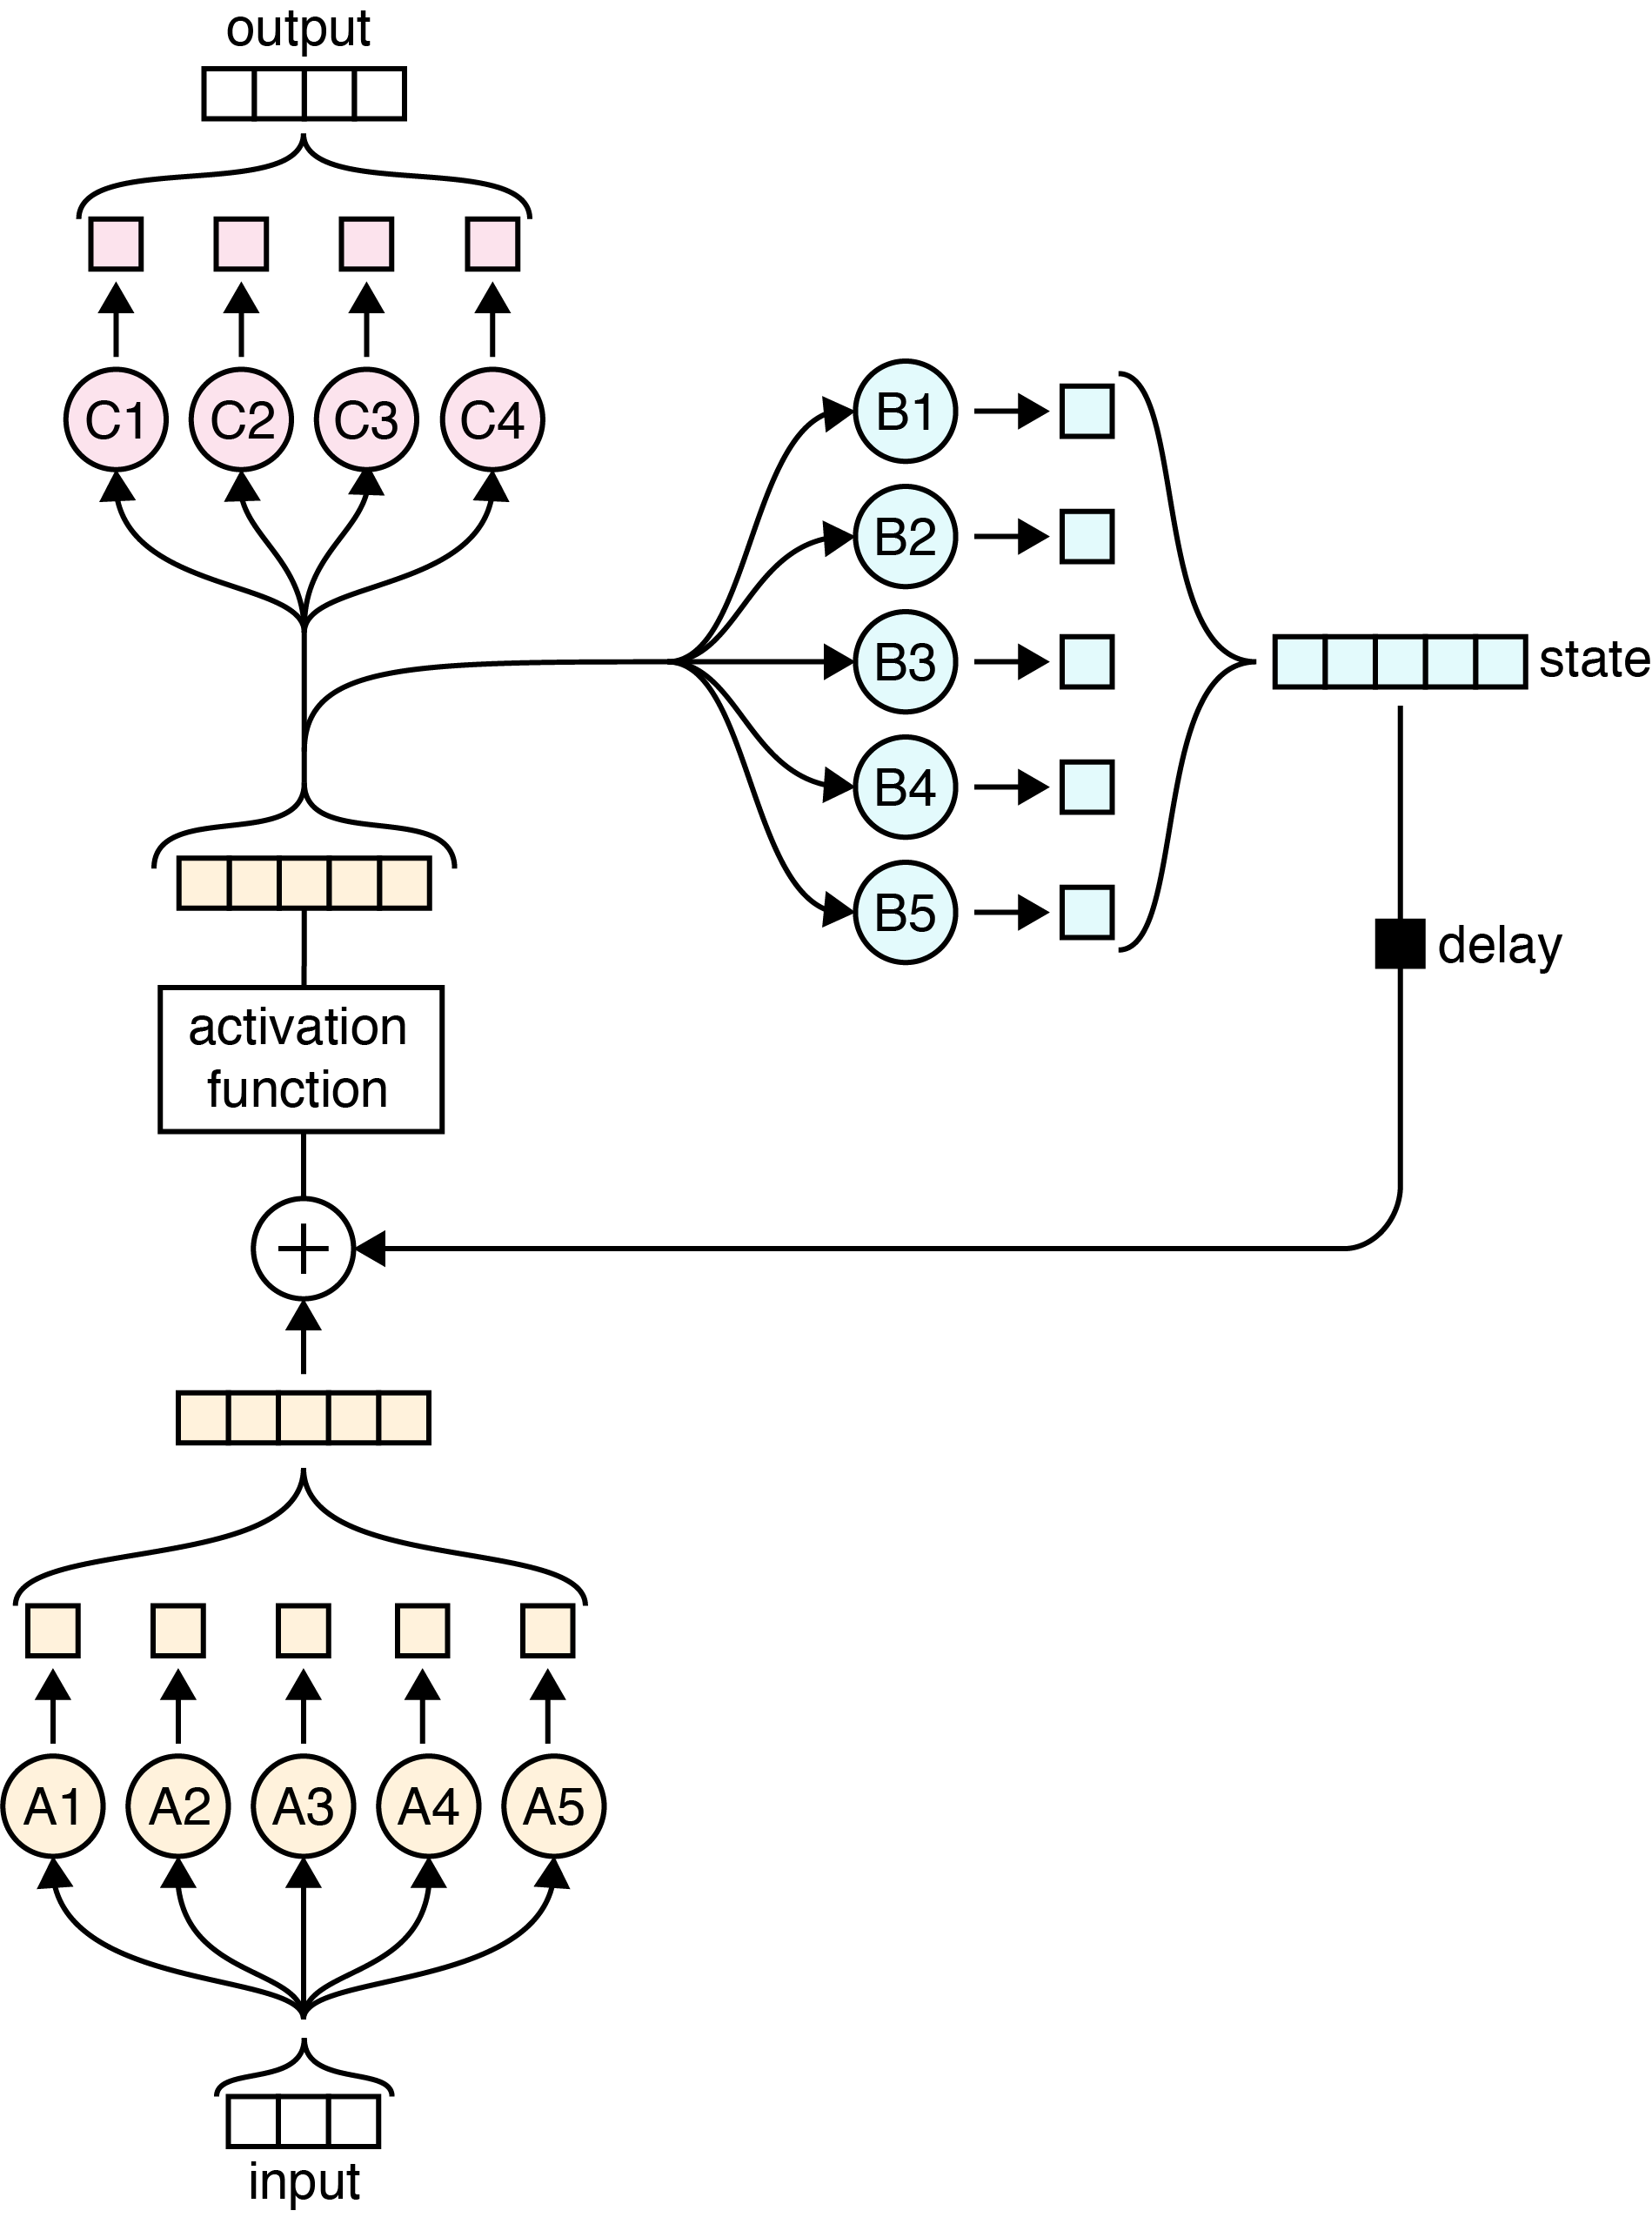 output
C1 C2 C3 C4
B1
B2
B3
B4
B5
state
delay
activation
function
+
A1 A2 A3 A4 A5
input